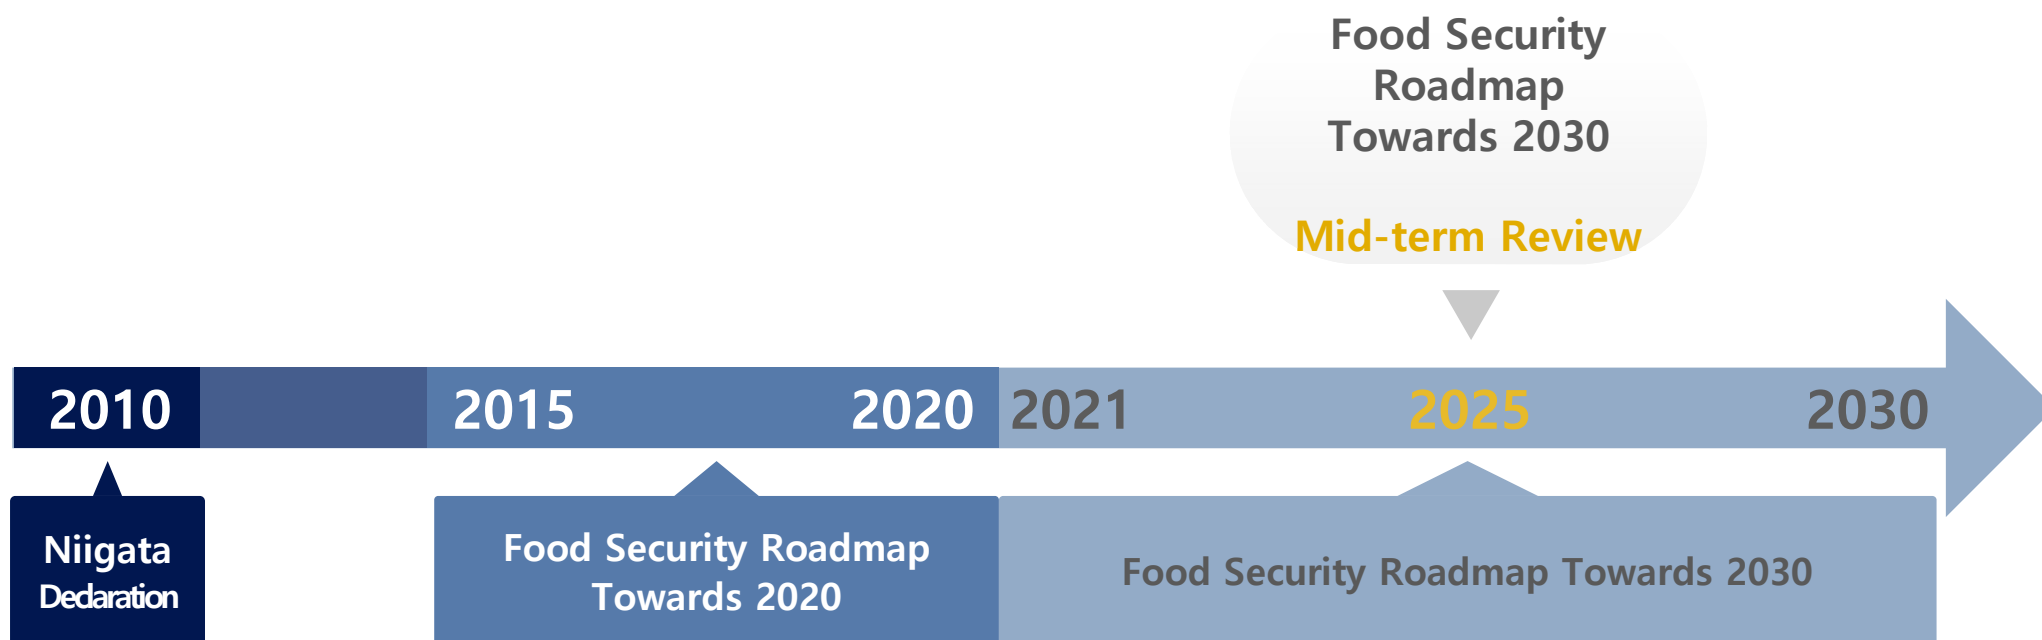 Food Security
Roadmap
Towards 2030
Mid-term Review
2010
2015
2020
2021
2025
2030
Niigata
Declaration
Food Security Roadmap
Towards 2020
Food Security Roadmap Towards 2030